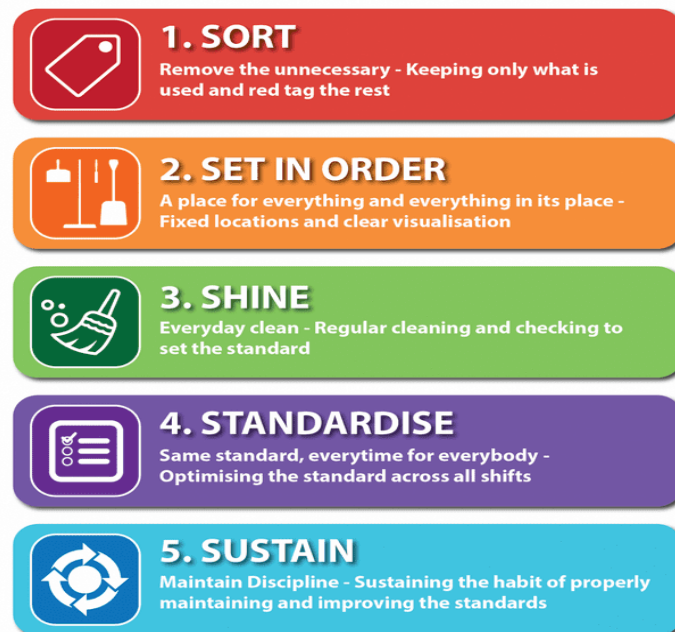 1. SORT
Remove the unnecessary - Keeping only what is
used and red tag the rest
2. SET IN ORDER
A place for everything and everything in its place -
Fixed locations and clear visualisation
3. SHINE
Everyday clean - Regular cleaning and checking to
set the standard
4. STANDARDISE
Same standard, everytime for everybody -
Optimising the standard across all shifts
5. SUSTAIN
Maintain Discipline - Sustaining the habit of properly
maintaining and improving the standards